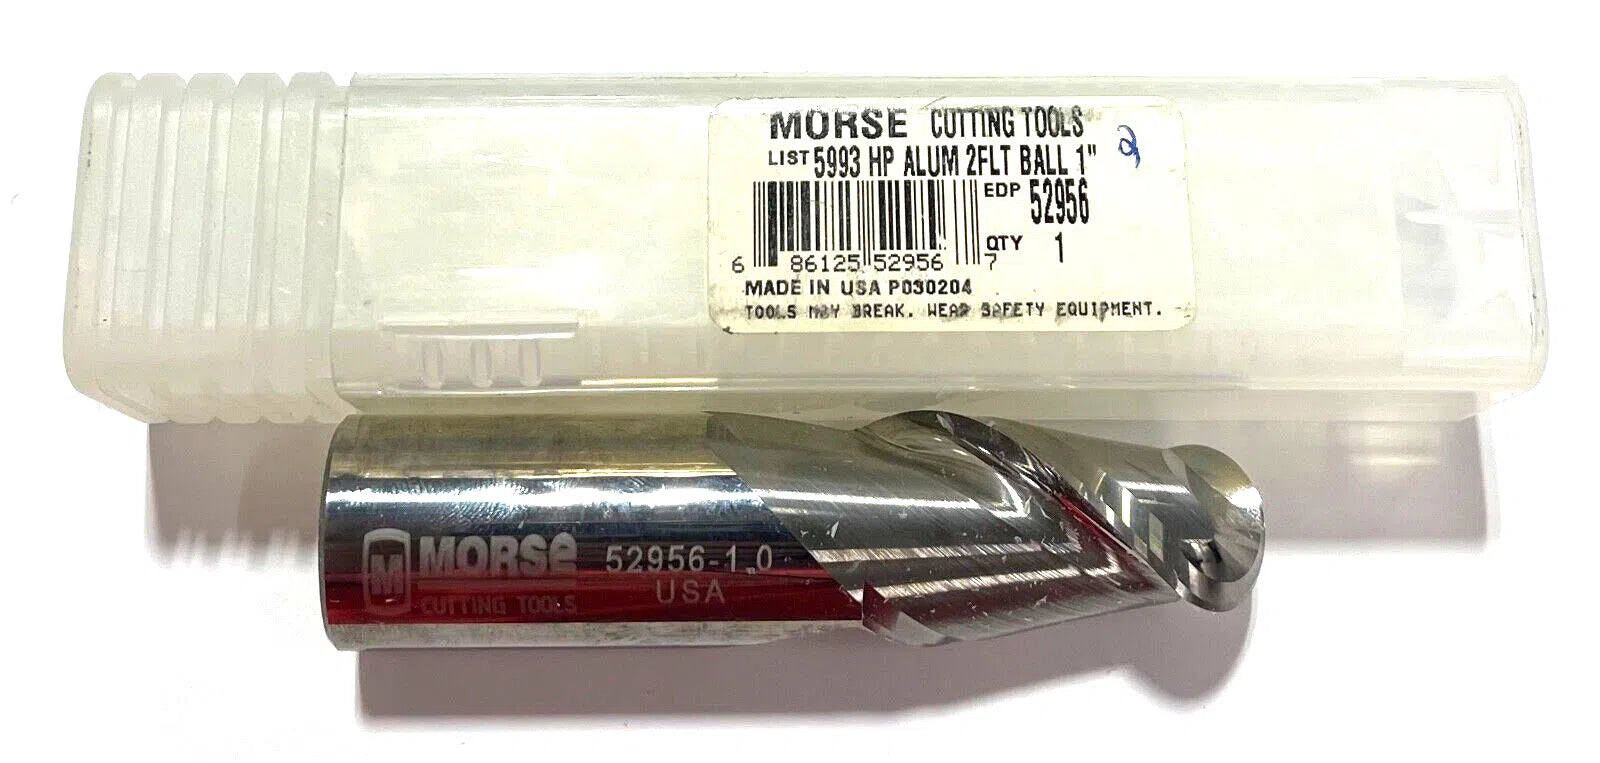 MORSE CUTTING TOOLS
2
LIST 5993 HP ALUM 2FLT BALL 1"
EDP 52956
QTY 1
6 86125 52956 7
MADE IN USA P030204
TOOLS MAY BREAK. WEAR SAFETY EQUIPMENT.
M MORSE 52956-1.0
CUTTING TOOLS USA